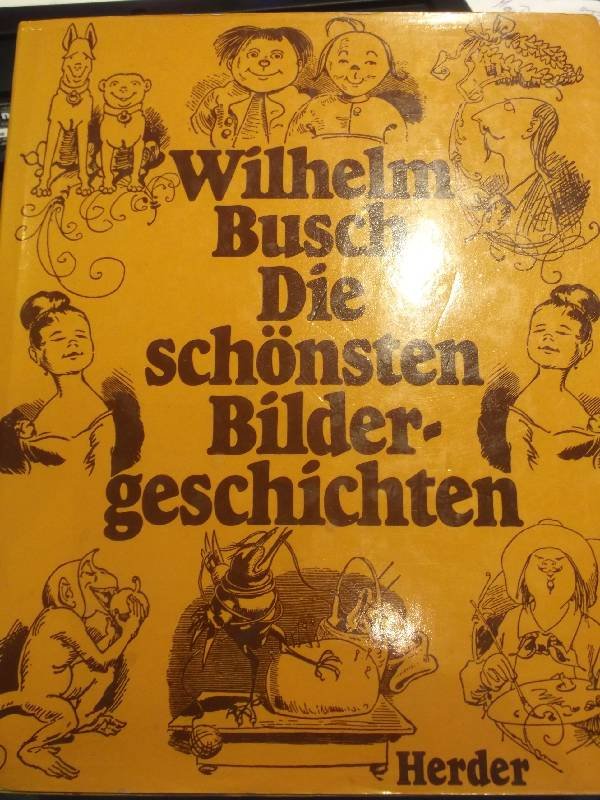 Wilhelm
Busch
Die
schönsten
Bilder-
geschichten
Herder